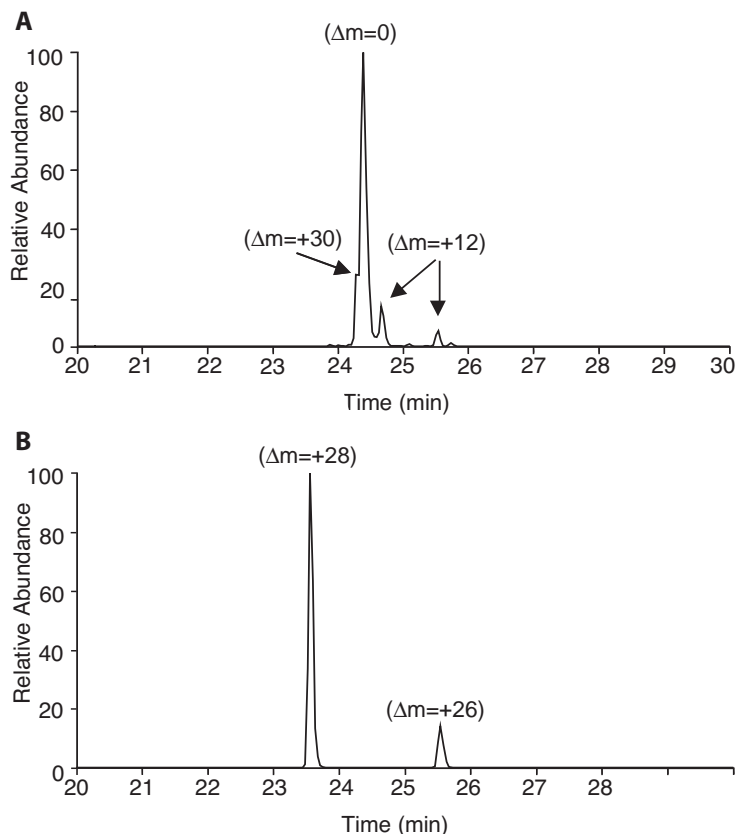 A
(Δm=0)
100
80
60
40
20
0
Relative Abundance
(Δm=+30)
(Δm=+12)
20 21 22 23 24 25 26 27 28 29 30
Time (min)
B
(Δm=+28)
100
80
60
40
20
0
Relative Abundance
(Δm=+26)
20 21 22 23 24 25 26 27 28
Time (min)